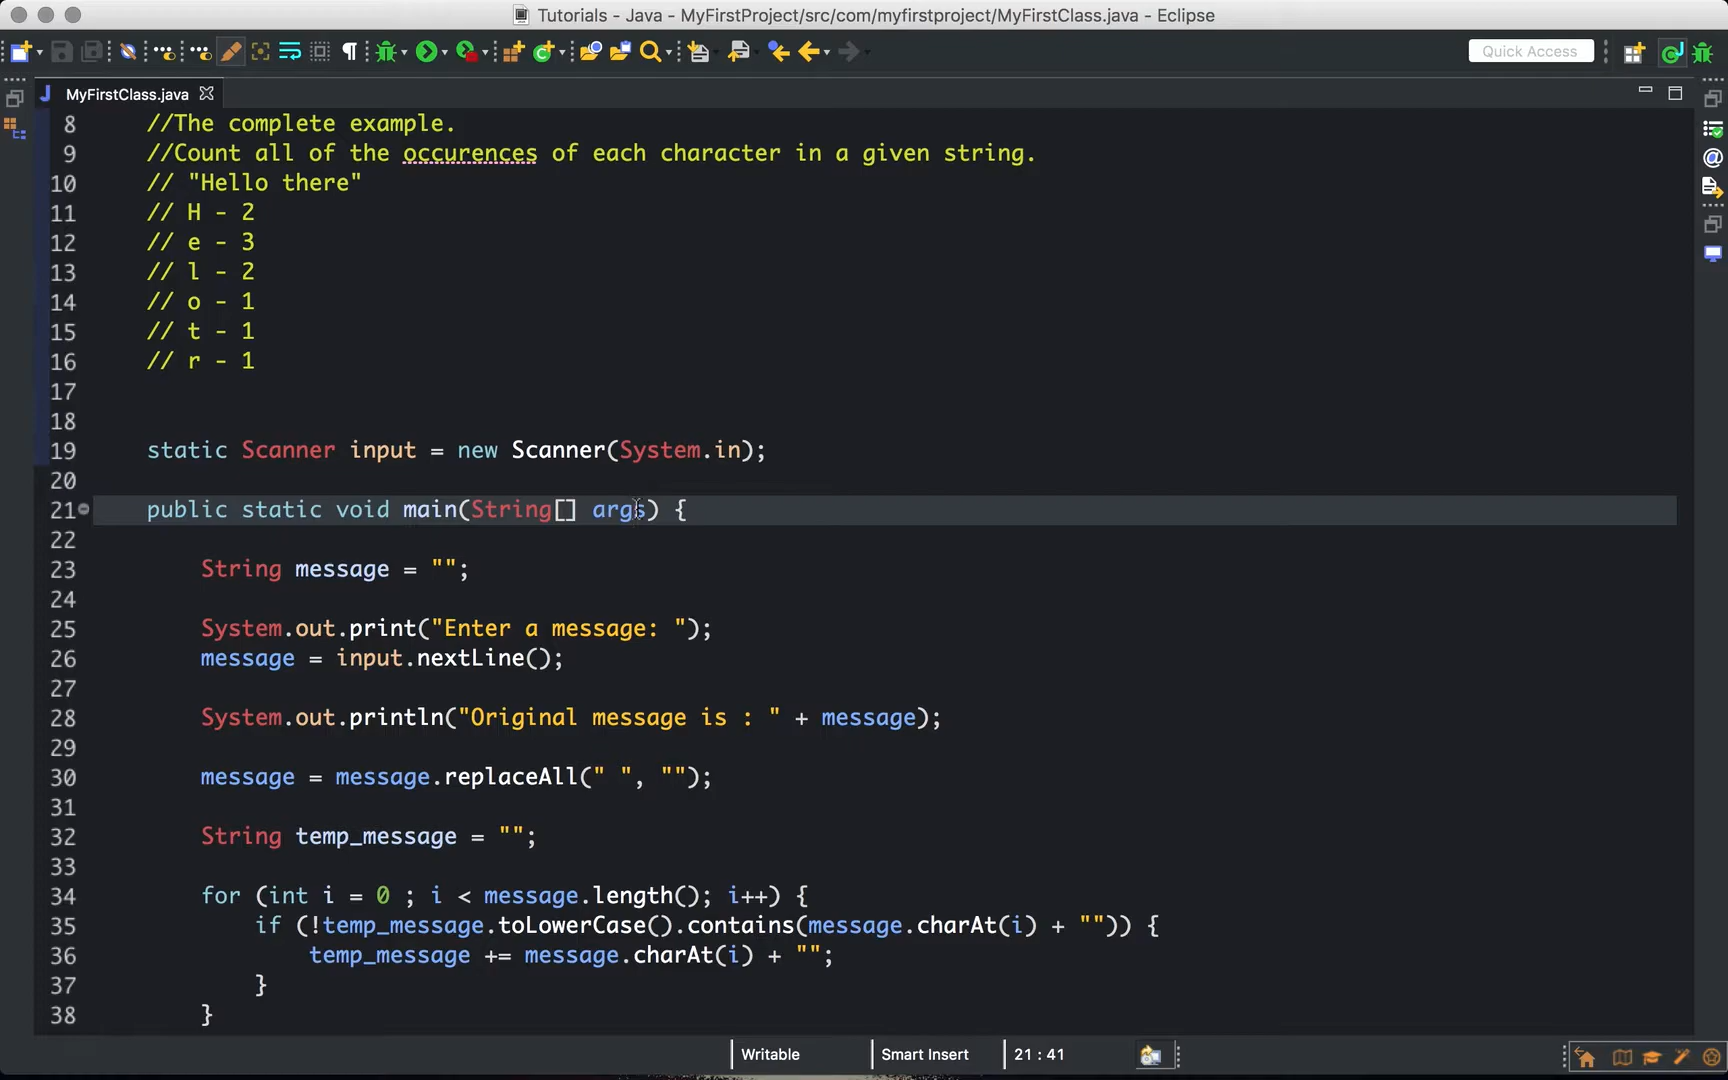 Tutorials - Java - MyFirstProject/src/com/myfirstproject/MyFirstClass.java - Eclipse
Quick Access
MyFirstClass.java
8 //The complete example.
9 //Count all of the occurences of each character in a given string.
10 // "Hello there"
11 // H - 2
12 // e - 3
13 // l - 2
14 // o - 1
15 // t - 1
16 // r - 1
17
18
19 static Scanner input = new Scanner(System.in);
20
21 public static void main(String[] args) {
22
23 String message = "";
24
25 System.out.print("Enter a message: ");
26 message = input.nextLine();
27
28 System.out.println("Original message is : " + message);
29
30 message = message.replaceAll(" ", "");
31
32 String temp_message = "";
33
34 for (int i = 0 ; i < message.length(); i++) {
35 if (!temp_message.toLowerCase().contains(message.charAt(i) + "")) {
36 temp_message += message.charAt(i) + "";
37 }
38 }
Writable Smart Insert 21 : 41